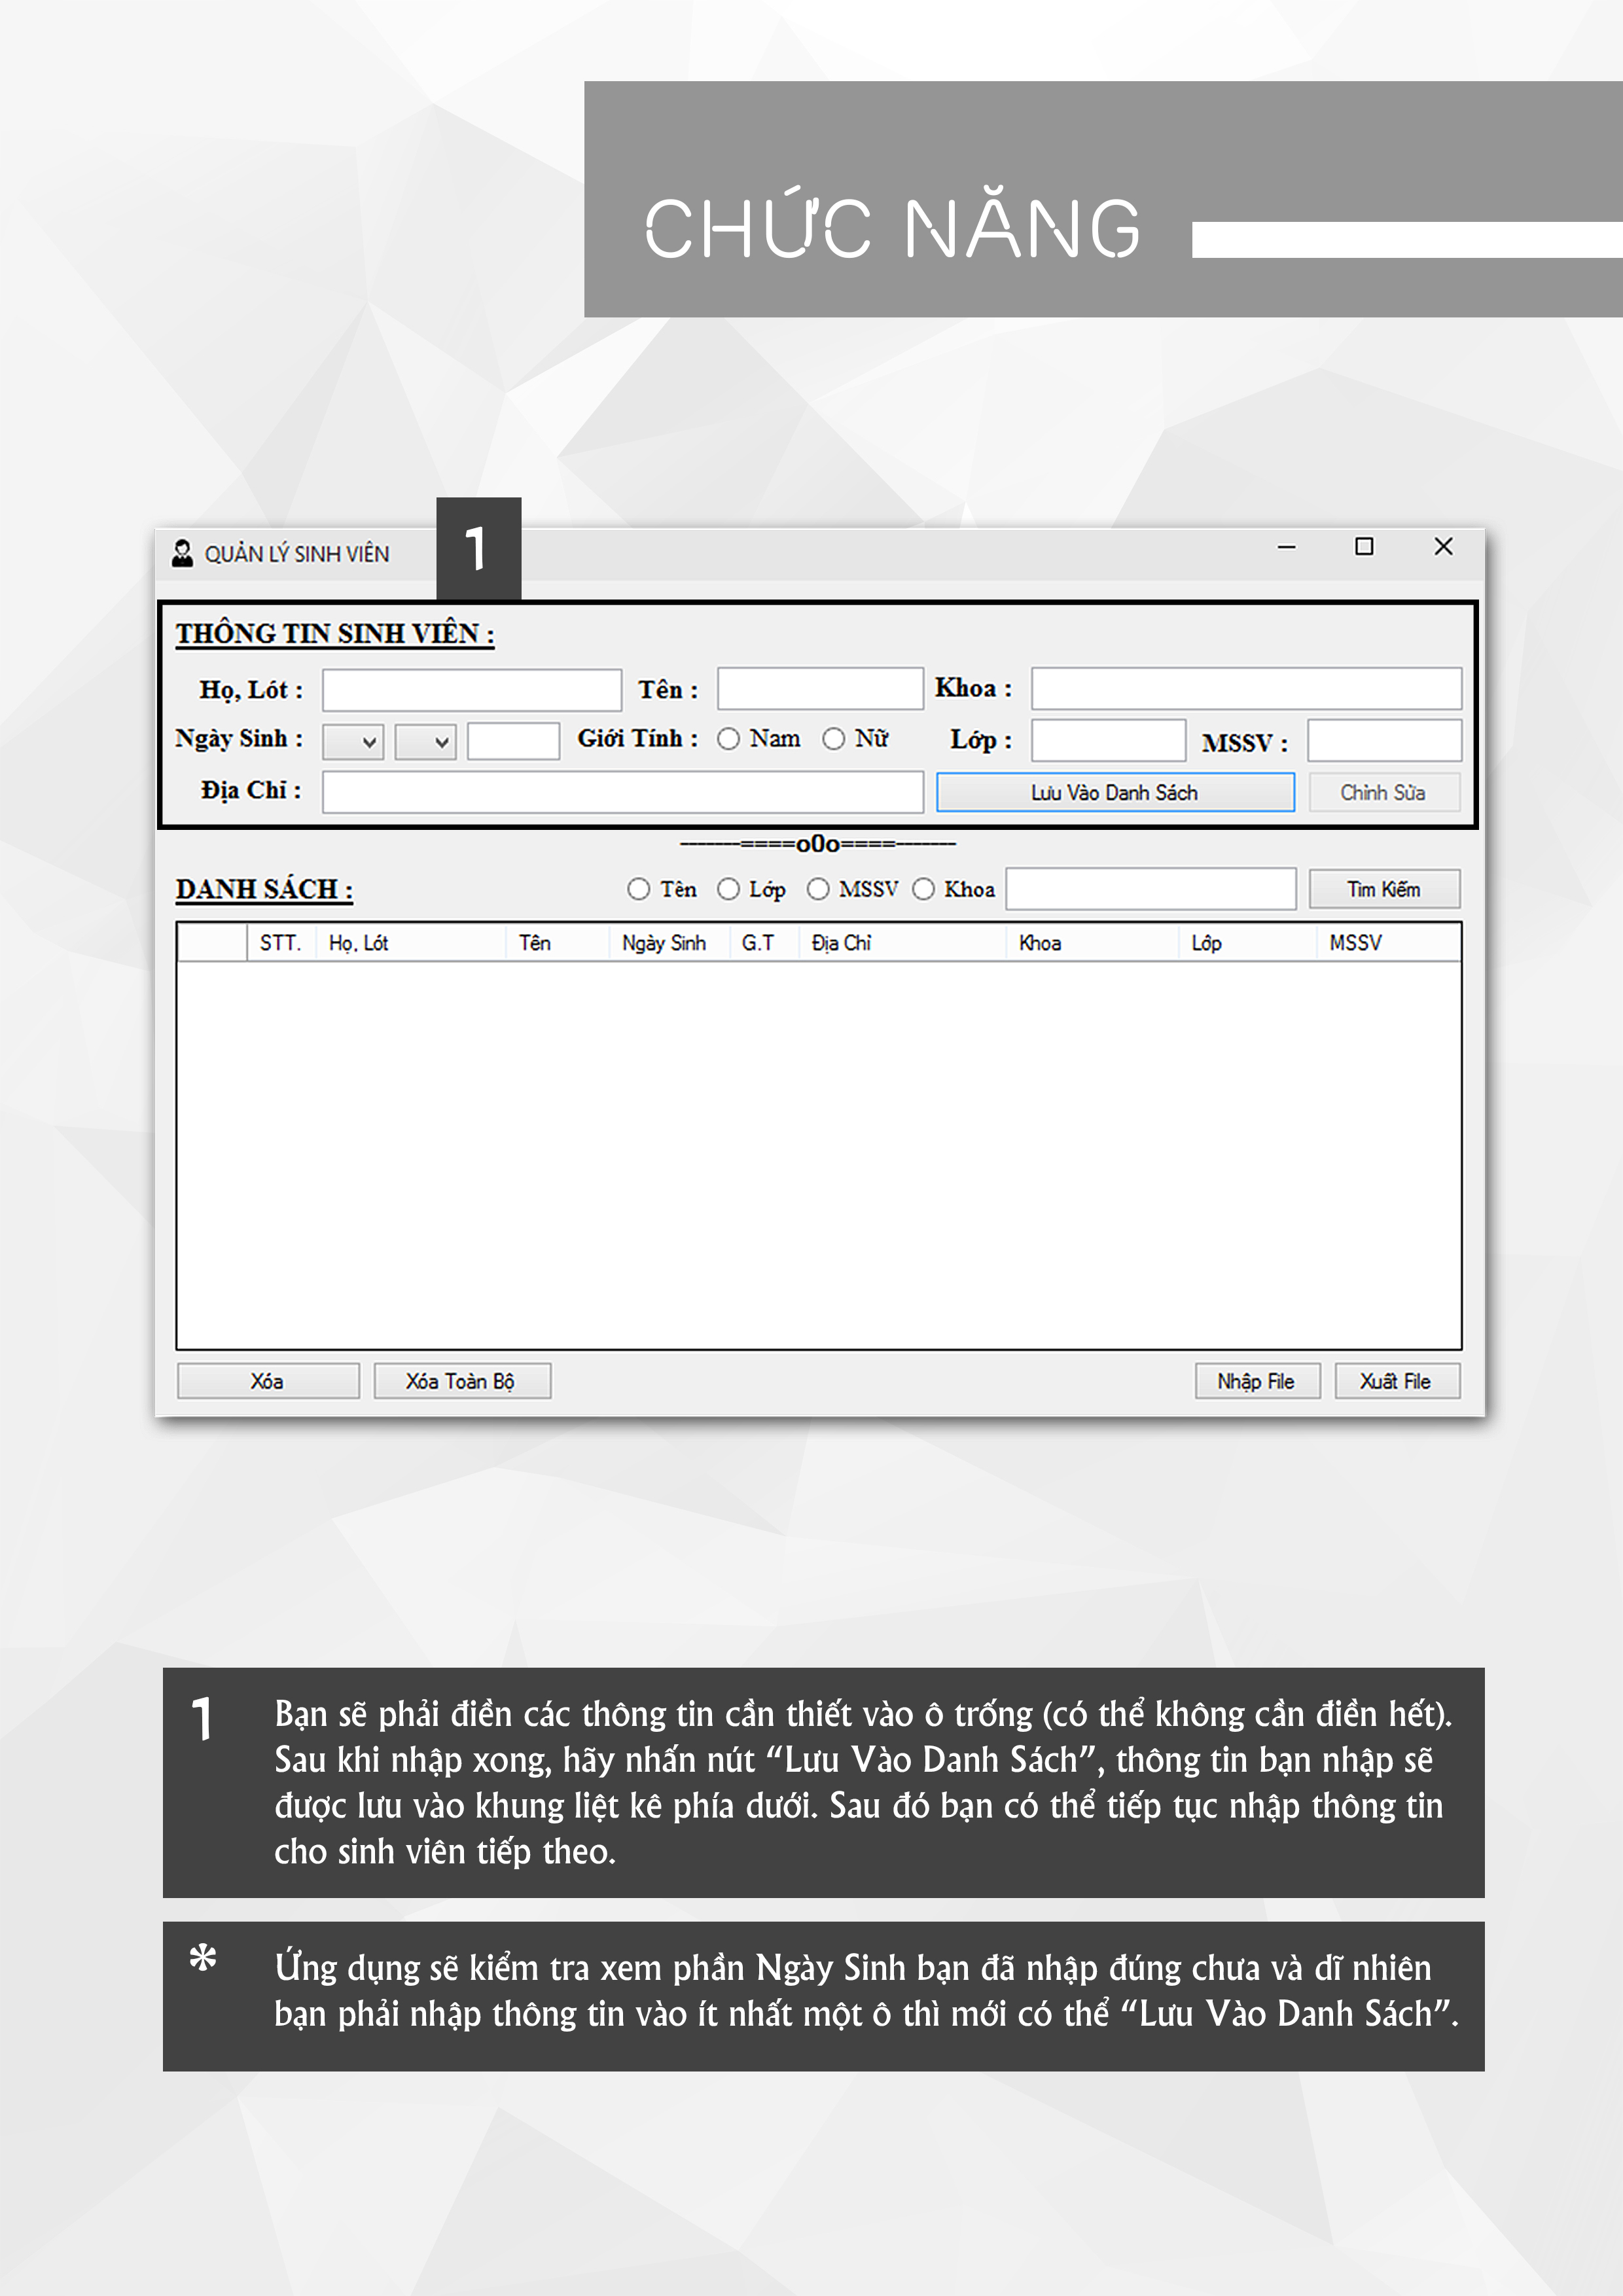 CHỨC NĂNG
1
QUẢN LÝ SINH VIÊN
THÔNG TIN SINH VIÊN :
Họ, Lót : Tên : Khoa :
Ngày Sinh : Giới Tính : Nam Nữ Lớp : MSSV :
Địa Chỉ : Lưu Vào Danh Sách Chỉnh Sửa
-------====o0o====-------
DANH SÁCH : Tên Lớp MSSV Khoa Tìm Kiếm
STT. Họ, Lót Tên Ngày Sinh G.T Địa Chỉ Khoa Lớp MSSV
Xóa Xóa Toàn Bộ Nhập File Xuất File
1 Bạn sẽ phải điền các thông tin cần thiết vào ô trống (có thể không cần điền hết).
Sau khi nhập xong, hãy nhấn nút “Lưu Vào Danh Sách”, thông tin bạn nhập sẽ
được lưu vào khung liệt kê phía dưới. Sau đó bạn có thể tiếp tục nhập thông tin
cho sinh viên tiếp theo.
* Ứng dụng sẽ kiểm tra xem phần Ngày Sinh bạn đã nhập đúng chưa và dĩ nhiên
bạn phải nhập thông tin vào ít nhất một ô thì mới có thể “Lưu Vào Danh Sách”.